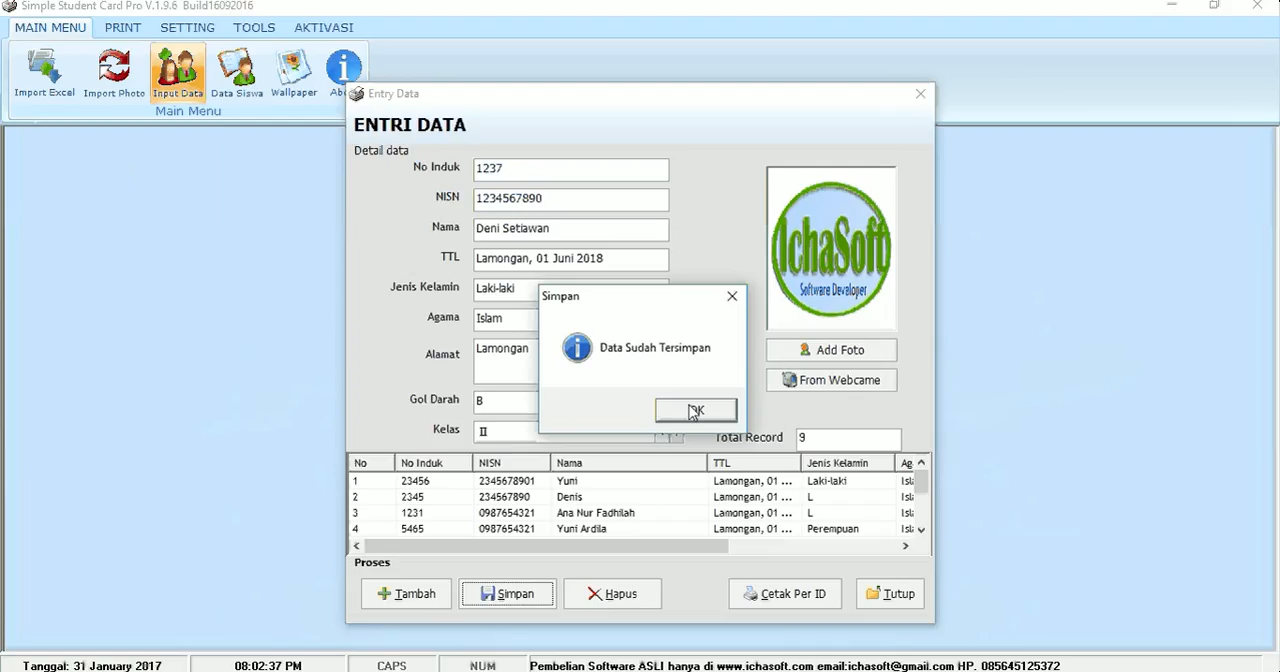 Simple Student Card Pro V.1.9.6 Build16092016
MAIN MENU PRINT SETTING TOOLS AKTIVASI
Import Excel Import Photo Input Data Data Siswa Wallpaper
Main Menu
Entry Data
ENTRI DATA
Detail data
No Induk 1237
NISN 1234567890
Nama Deni Setiawan
TTL Lamongan, 01 Juni 2018
Jenis Kelamin Laki-laki
Agama Islam
Alamat Lamongan
Gol Darah B
Kelas II
IchaSoft
Software Developer
Add Foto
From Webcame
Total Record 9
Simpan
Data Sudah Tersimpan
OK
No No Induk NISN Nama TTL Jenis Kelamin Ag
1 23456 2345678901 Yuni Lamongan, 01 ... Laki-laki Isl
2 2345 234567890 Denis Lamongan, 01 ... L Isl
3 1231 0987654321 Ana Nur Fadhilah Lamongan, 01 ... L Isl
4 5465 0987654321 Yuni Ardila Lamongan, 01 ... Perempuan Isl
Proses
Tambah Simpan Hapus Cetak Per ID Tutup
Tanggal: 31 January 2017 08:02:37 PM CAPS NUM Pembelian Software ASLI hanya di www.ichasoft.com email:ichasoft@gmail.com HP. 085645125372